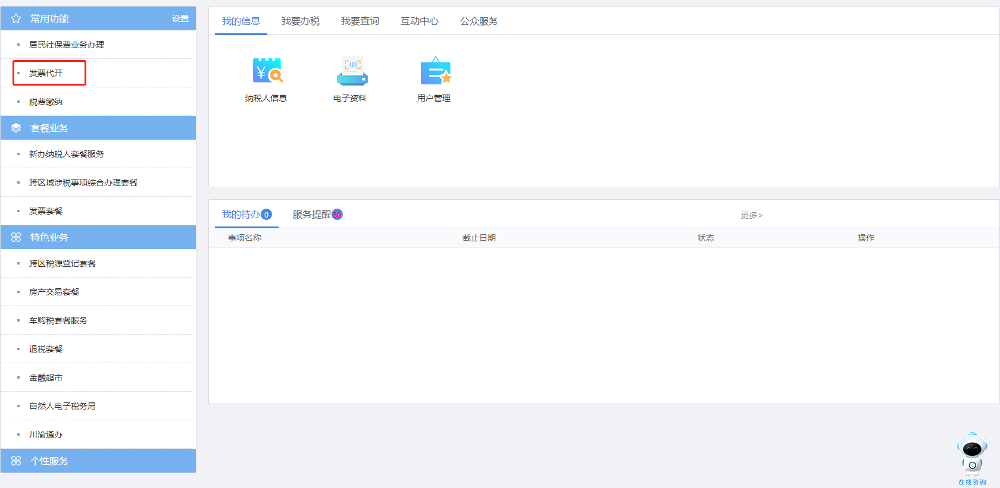 常用功能 设置
居民社保费业务办理
发票代开
税费缴纳
套餐业务
新办纳税人套餐服务
跨区域涉税事项综合办理套餐
发票套餐
特色业务
跨区税源登记套餐
房产交易套餐
车购税套餐服务
退税套餐
金融超市
自然人电子税务局
川渝通办
个性服务
我的信息 我要办税 我要查询 互动中心 公众服务
纳税人信息 电子资料 用户管理
我的待办 0 服务提醒 80 更多>
事项名称 截止日期 状态 操作
在线咨询